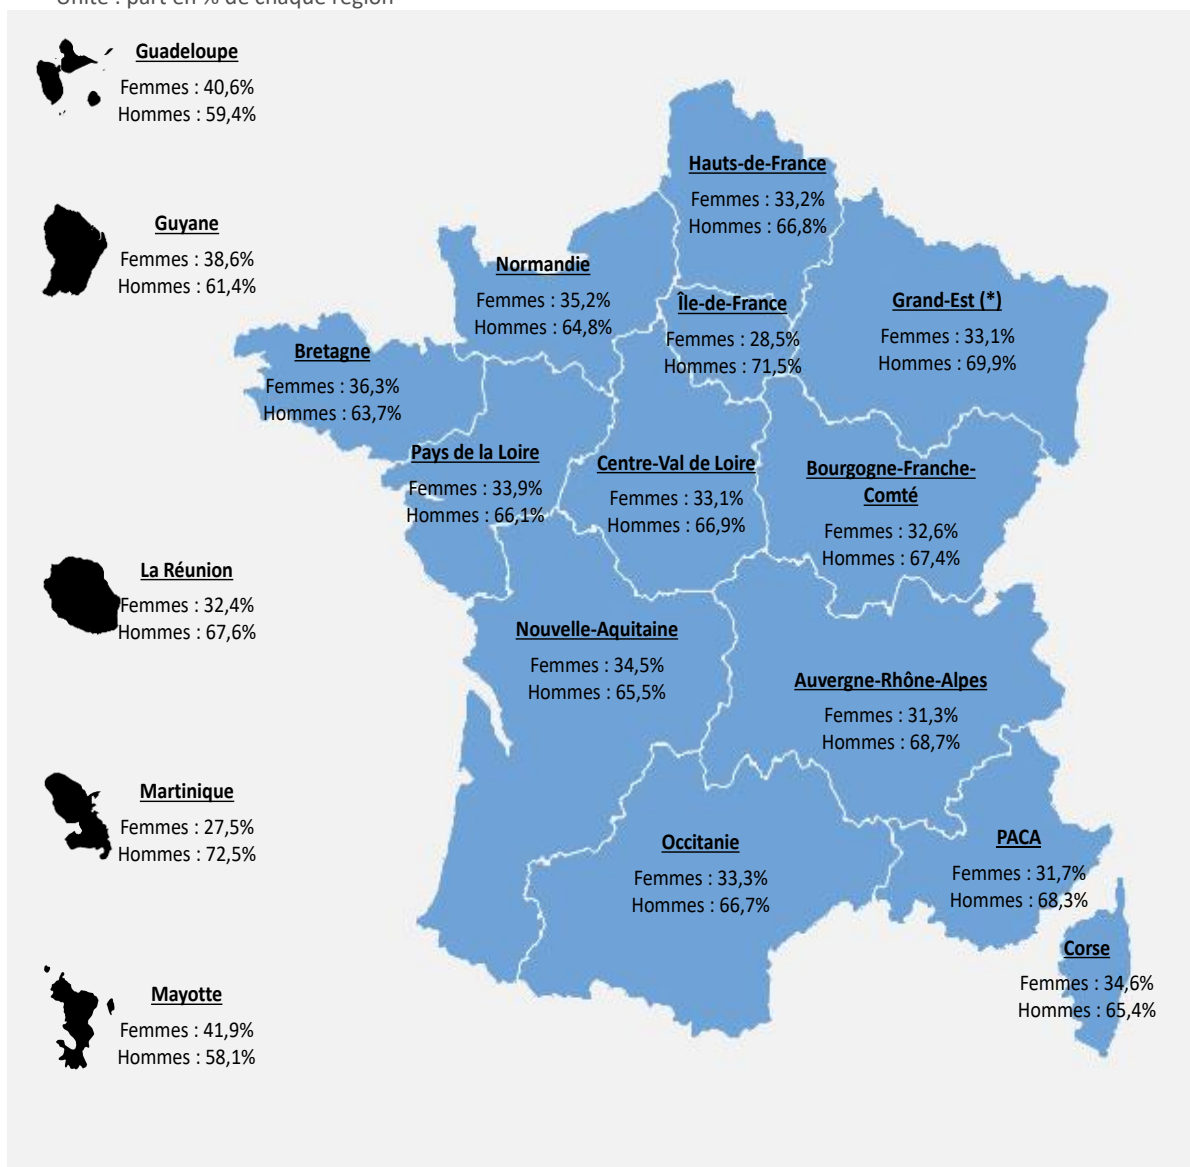 Unité : part en % de chaque région
Guadeloupe
Femmes : 40,6%
Hommes : 59,4%
Guyane
Femmes : 38,6%
Hommes : 61,4%
La Réunion
Femmes : 32,4%
Hommes : 67,6%
Martinique
Femmes : 27,5%
Hommes : 72,5%
Mayotte
Femmes : 41,9%
Hommes : 58,1%
Hauts-de-France
Femmes : 33,2%
Hommes : 66,8%
Normandie
Femmes : 35,2%
Hommes : 64,8%
Île-de-France
Femmes : 28,5%
Hommes : 71,5%
Grand-Est (*)
Femmes : 33,1%
Hommes : 69,9%
Bretagne
Femmes : 36,3%
Hommes : 63,7%
Pays de la Loire
Femmes : 33,9%
Hommes : 66,1%
Centre-Val de Loire
Femmes : 33,1%
Hommes : 66,9%
Bourgogne-Franche-
Comté
Femmes : 32,6%
Hommes : 67,4%
Nouvelle-Aquitaine
Femmes : 34,5%
Hommes : 65,5%
Auvergne-Rhône-Alpes
Femmes : 31,3%
Hommes : 68,7%
Occitanie
Femmes : 33,3%
Hommes : 66,7%
PACA
Femmes : 31,7%
Hommes : 68,3%
Corse
Femmes : 34,6%
Hommes : 65,4%